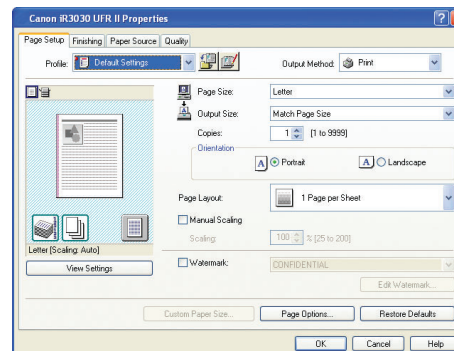 Canon iR3030 UFR II Properties
Page Setup Finishing Paper Source Quality
Profile: Default Settings Output Method: Print
Page Size: Letter
Output Size: Match Page Size
Copies: 1 [1 to 9999]
Orientation
A Portrait A Landscape
Page Layout: 1 Page per Sheet
Manual Scaling
Scaling: 100 % [25 to 200]
Letter [Scaling: Auto]
View Settings
Watermark: CONFIDENTIAL
Edit Watermark...
Custom Paper Size... Page Options... Restore Defaults
OK Cancel Help